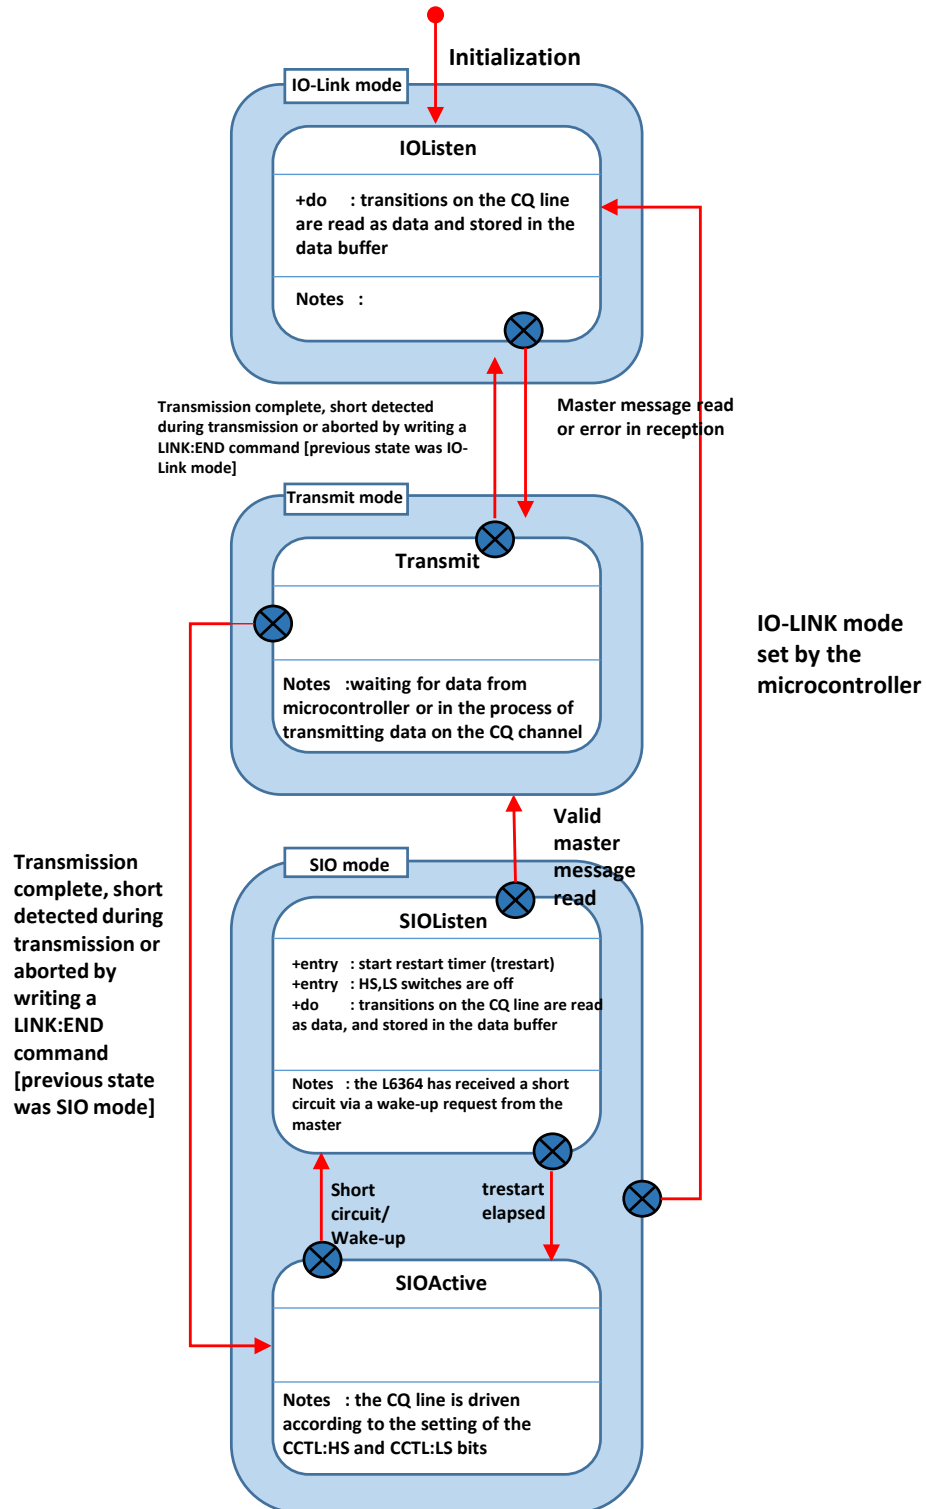 Initialization
IO-Link mode
IOListen
+do : transitions on the CQ line
are read as data and stored in the
data buffer
Notes :
Transmission complete, short detected
during transmission or aborted by writing a
LINK:END command [previous state was IO-
Link mode]
Master message read
or error in reception
Transmit mode
Transmit
Notes :waiting for data from
microcontroller or in the process of
transmitting data on the CQ channel
IO-LINK mode
set by the
microcontroller
Valid
master
message
read
Transmission
complete, short
detected during
transmission or
aborted by
writing a
LINK:END
command
[previous state
was SIO mode]
SIO mode
SIOListen
+entry : start restart timer (trestart)
+entry : HS,LS switches are off
+do : transitions on the CQ line are read
as data, and stored in the data buffer
Notes : the L6364 has received a short
circuit via a wake-up request from the
master
Short
circuit/
Wake-up
trestart
elapsed
SIOActive
Notes : the CQ line is driven
according to the setting of the
CCTL:HS and CCTL:LS bits